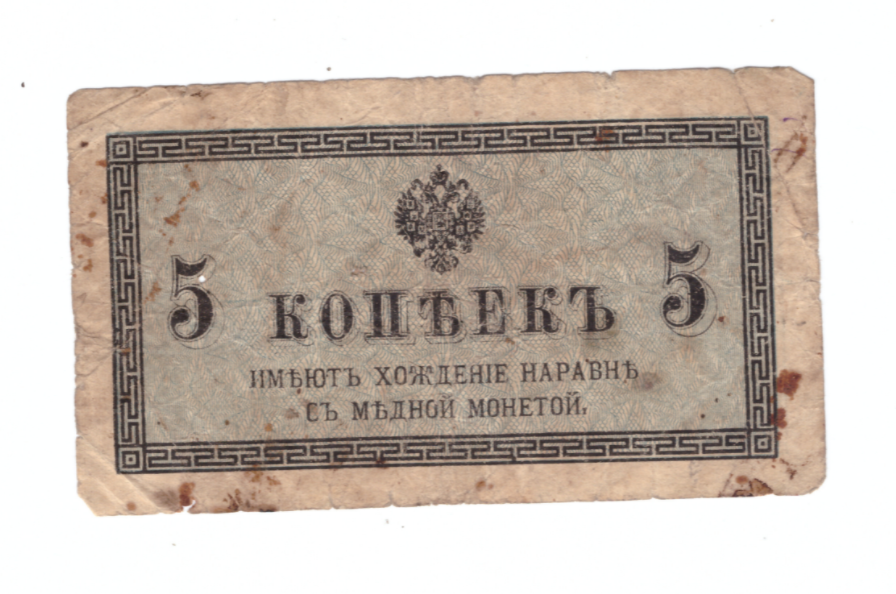 5 КОПѢЕКЪ 5
ИМѢЮТЪ ХОЖДЕНІЕ НАРАВНѢ
СЪ МѢДНОЙ МОНЕТОЙ.